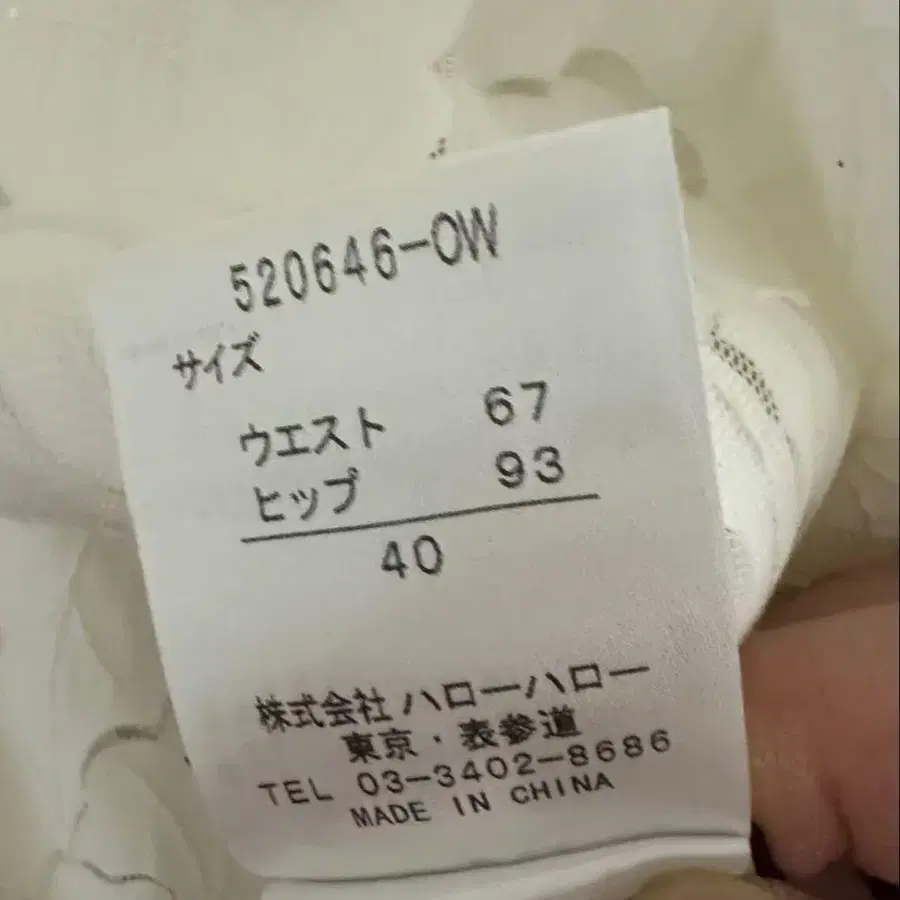 520646-OW
サイズ
ウエスト 67
ヒップ 93
40
株式会社 ハローハロー
東京・表参道
TEL 03-3402-8686
MADE IN CHINA